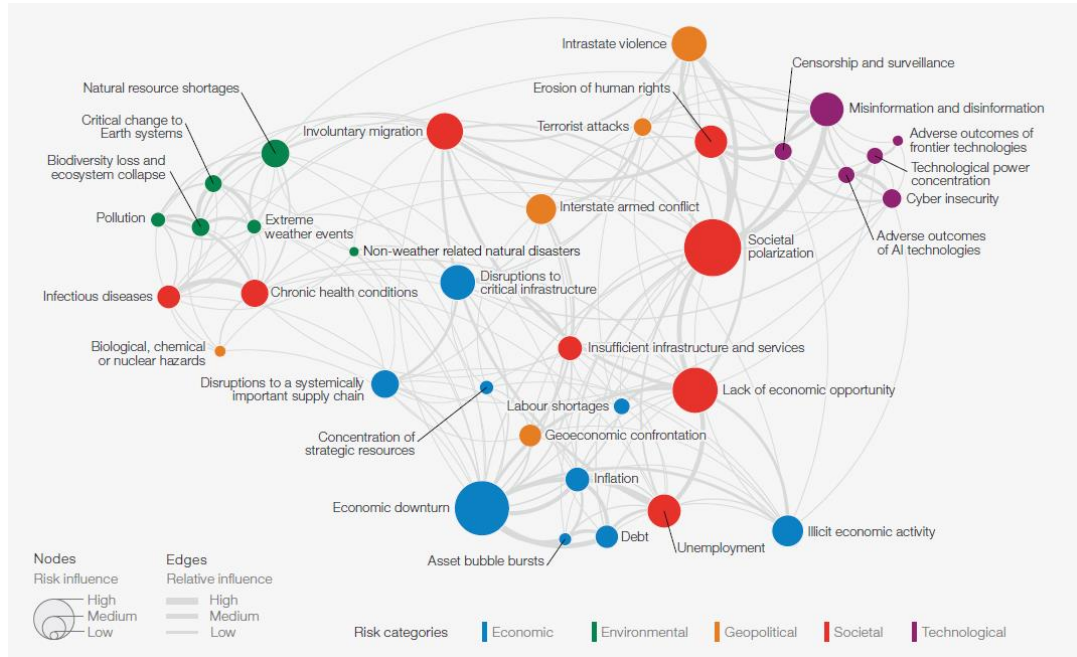 Intrastate violence
Censorship and surveillance
Natural resource shortages
Erosion of human rights
Misinformation and disinformation
Critical change to
Earth systems
Involuntary migration
Terrorist attacks
Adverse outcomes of
frontier technologies
Biodiversity loss and
ecosystem collapse
Technological power
concentration
Cyber insecurity
Pollution
Extreme
weather events
Interstate armed conflict
Non-weather related natural disasters
Societal
polarization
Adverse outcomes
of AI technologies
Disruptions to
critical infrastructure
Infectious diseases
Chronic health conditions
Biological, chemical
or nuclear hazards
Insufficient infrastructure and services
Disruptions to a systemically
important supply chain
Lack of economic opportunity
Labour shortages
Concentration of
strategic resources
Geoeconomic confrontation
Inflation
Economic downturn
Illicit economic activity
Debt
Unemployment
Asset bubble bursts
Nodes
Risk influence
High
Medium
Low
Edges
Relative influence
High
Medium
Low
Risk categories
Economic
Environmental
Geopolitical
Societal
Technological